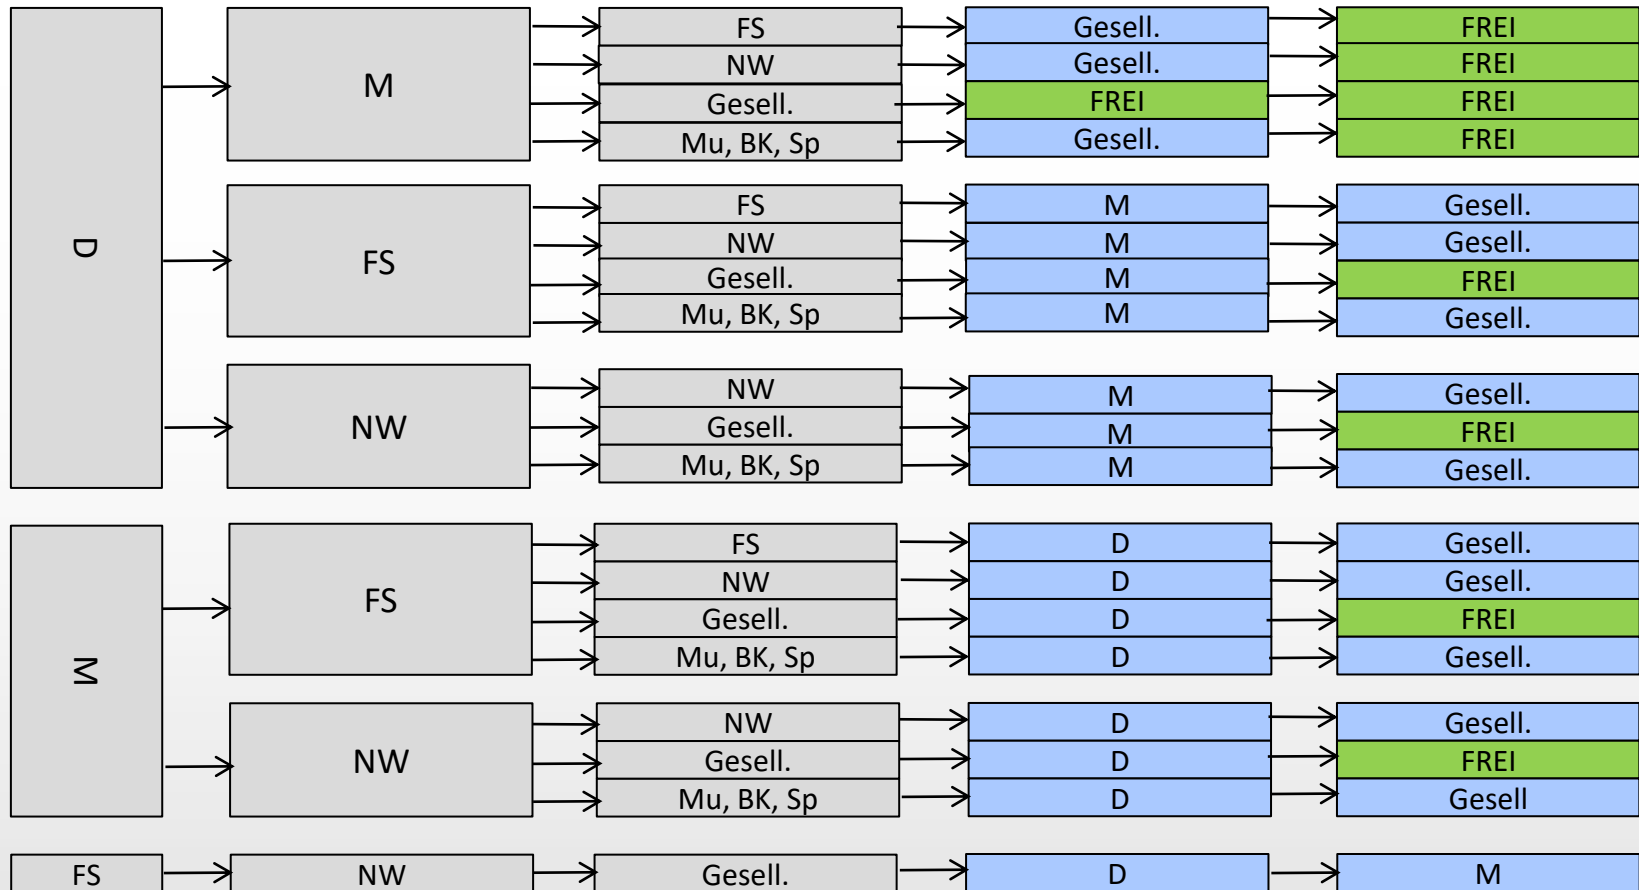 D
M
FS Gesell. FREI
NW Gesell. FREI
Gesell. FREI FREI
Mu, BK, Sp Gesell. FREI
FS
FS M Gesell.
NW M Gesell.
Gesell. M FREI
Mu, BK, Sp M Gesell.
NW
NW M Gesell.
Gesell. M FREI
Mu, BK, Sp M Gesell.
M
FS
FS D Gesell.
NW D Gesell.
Gesell. D FREI
Mu, BK, Sp D Gesell.
NW
NW D Gesell.
Gesell. D FREI
Mu, BK, Sp D Gesell
FS NW Gesell. D M